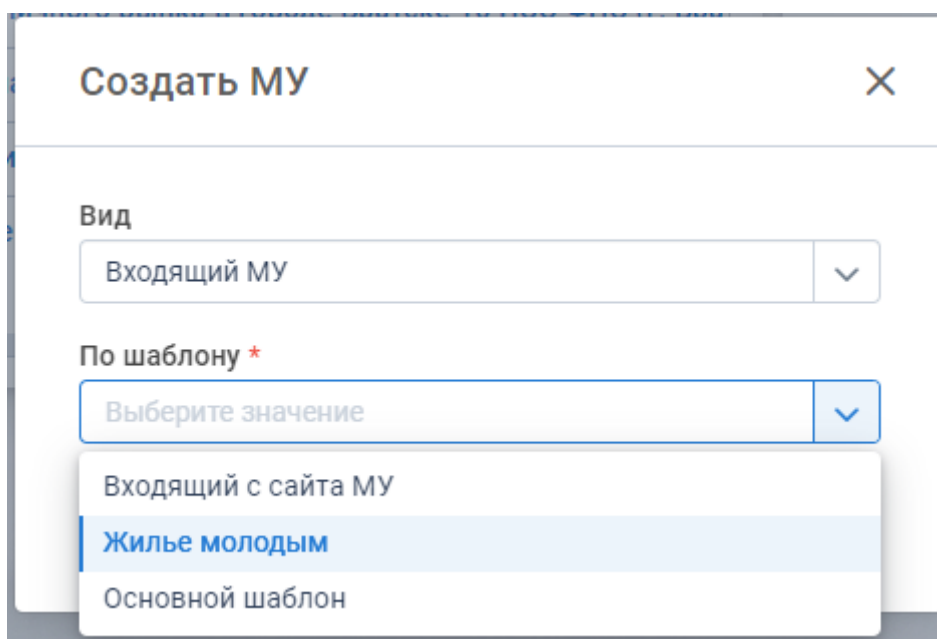 Создать МУ
Вид
Входящий МУ
По шаблону *
Выберите значение
Входящий с сайта МУ
Жилье молодым
Основной шаблон